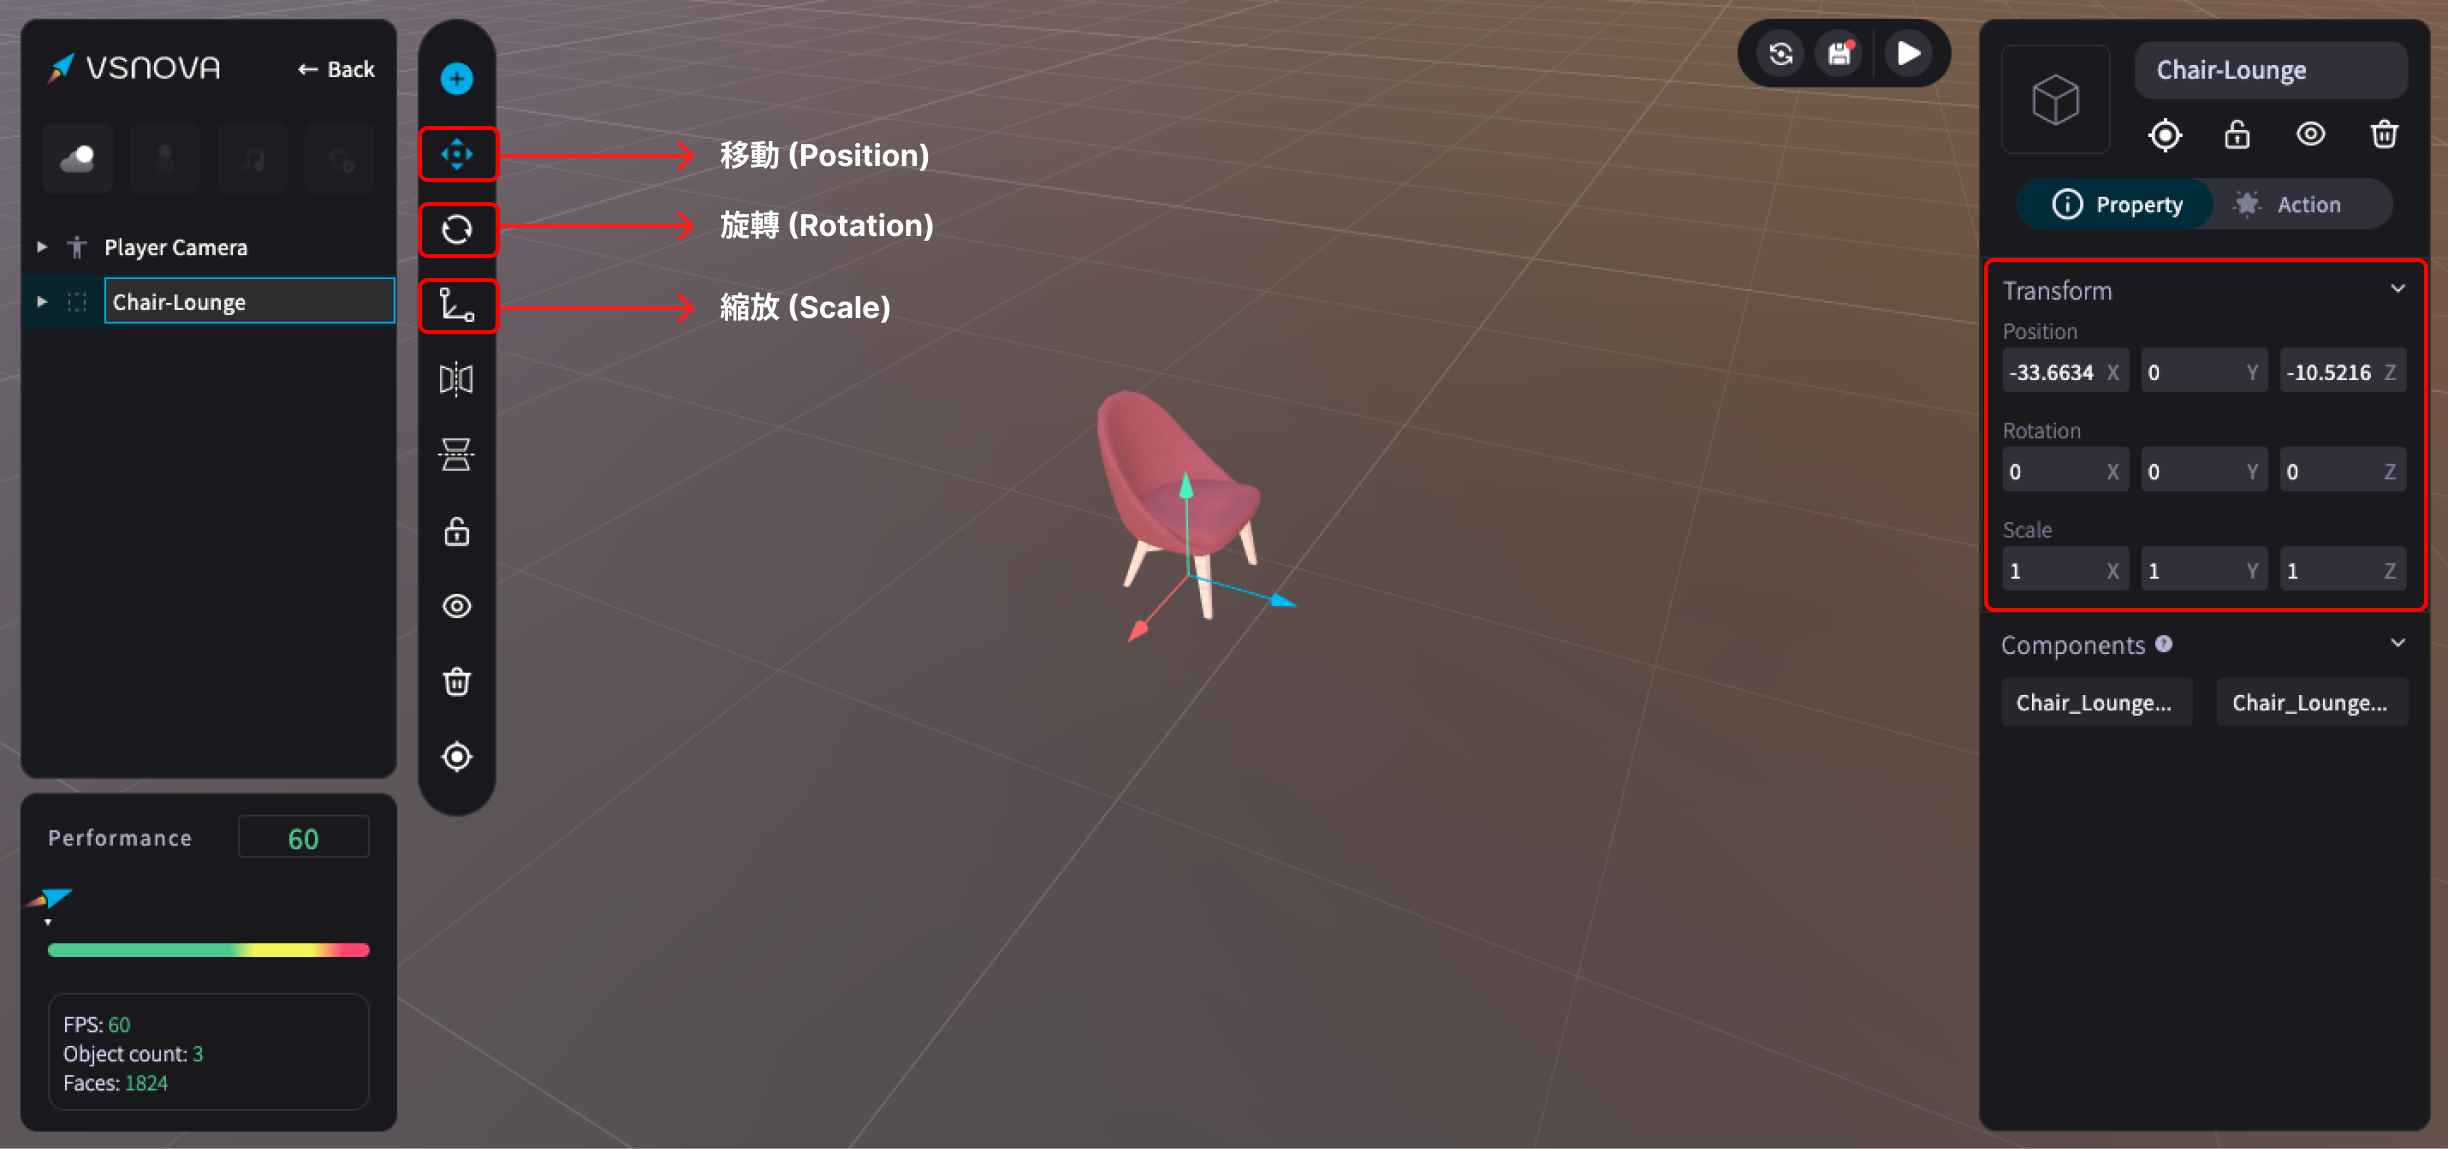 VSNOVA
← Back
Player Camera
Chair-Lounge
移動 (Position)
旋轉 (Rotation)
縮放 (Scale)
Performance 60
FPS: 60
Object count: 3
Faces: 1824
Chair-Lounge
Property
Action
Transform
Position
-33.6634 X 0 Y -10.5216 Z
Rotation
0 X 0 Y 0 Z
Scale
1 X 1 Y 1 Z
Components ?
Chair_Lounge... Chair_Lounge...